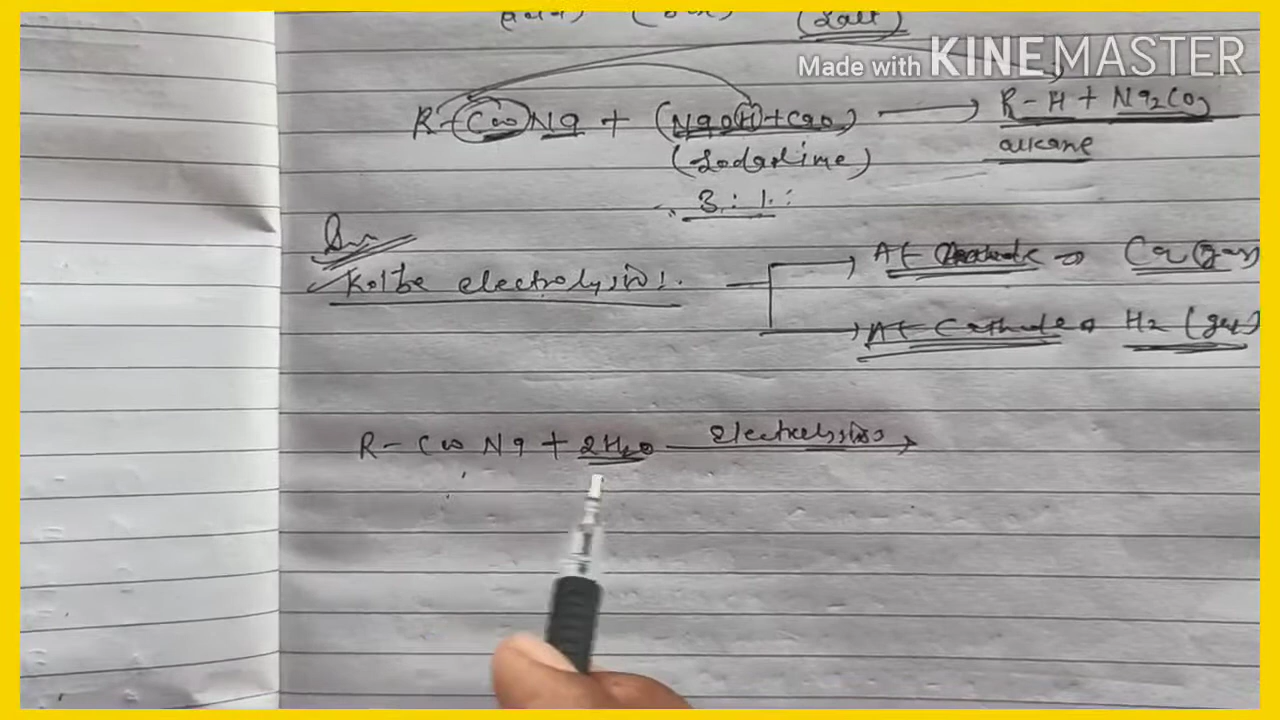 (Salt)
Made with KINEMASTER
R-COONa + (NaOH+CaO) → R-H + Na2CO3
(Sodalime) alkane
3:1:
Kolbe electrolysis:
At Anode ⇒ (gas)
At Cathode ⇒ H2 (gas)
R-COONa + 2H2O electrolysis →